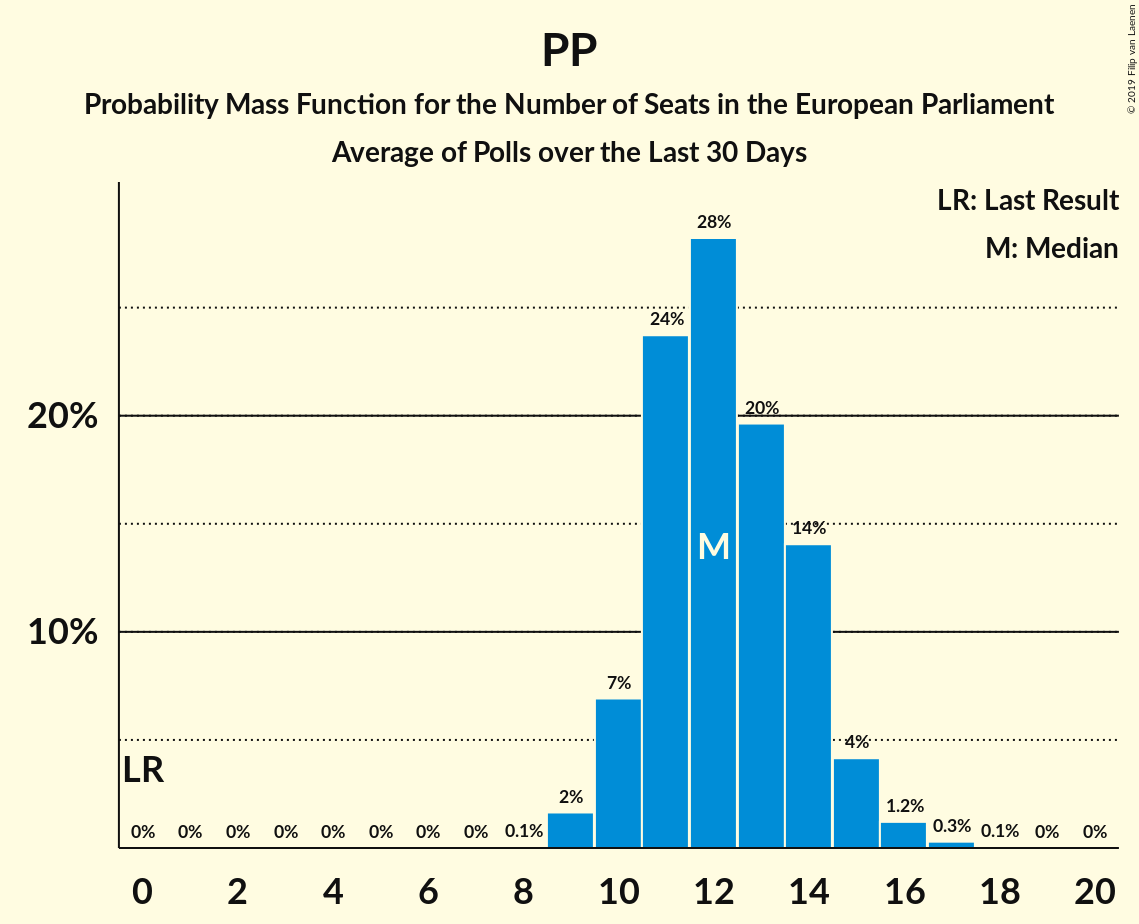 © 2019 Filip van Laenen
PP
Probability Mass Function for the Number of Seats in the European Parliament
Average of Polls over the Last 30 Days
LR: Last Result
M: Median
28%
24%
20%
20%
14%
M
10%
7%
4%
LR
2%
1.2%
0% 0% 0% 0% 0% 0% 0% 0% 0.1% 0.3% 0.1% 0% 0%
0 2 4 6 8 10 12 14 16 18 20